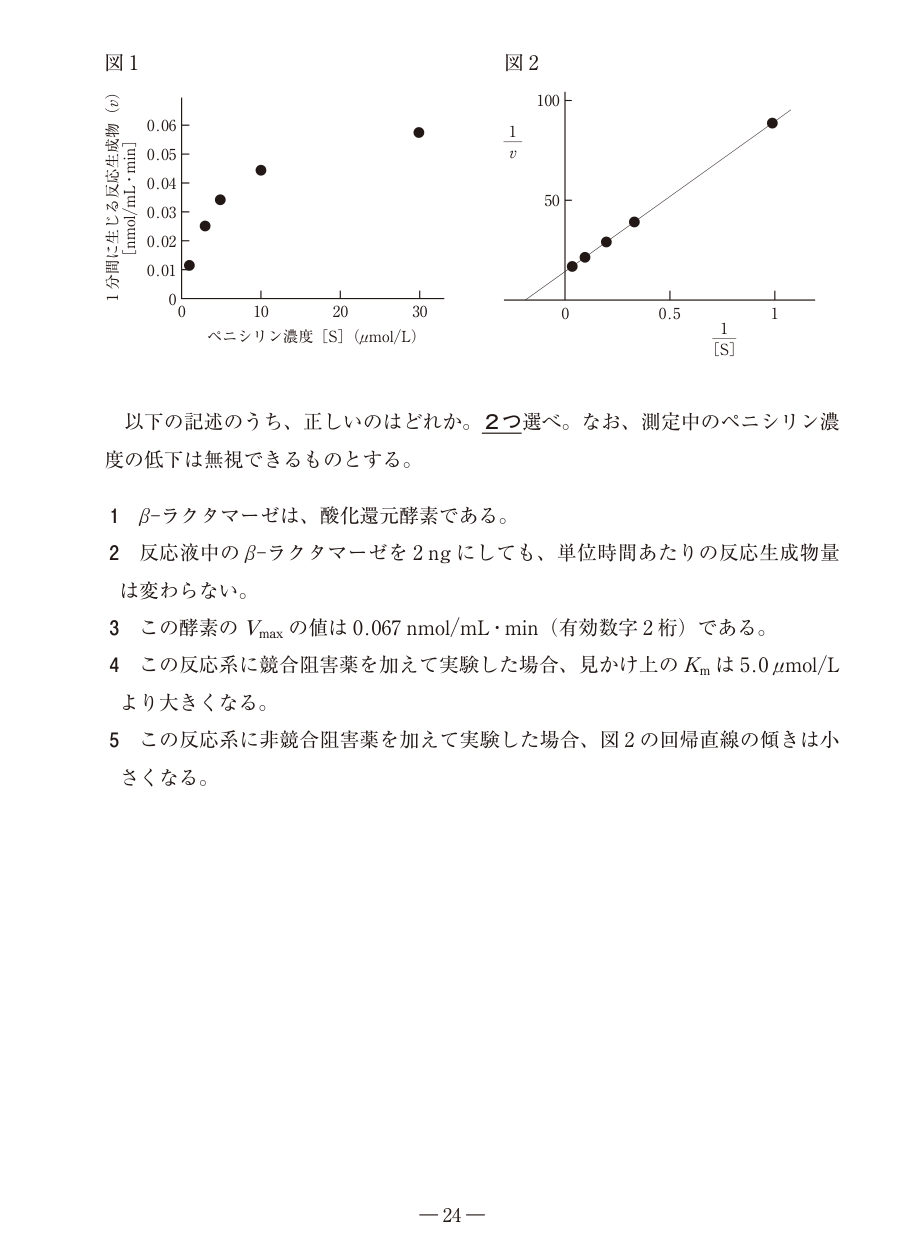 図1
1分間に生じる反応生成物（v）
[nmol/mL・min]
0.06
0.05
0.04
0.03
0.02
0.01
0
0
10
20
30
ペニシリン濃度［S］（μmol/L）
図2
1
v
100
50
0
0.5
1
1
[S]
以下の記述のうち、正しいのはどれか。２つ選べ。なお、測定中のペニシリン濃
度の低下は無視できるものとする。
1 β-ラクタマーゼは、酸化還元酵素である。
2 反応液中のβ-ラクタマーゼを2 ngにしても、単位時間あたりの反応生成物量
は変わらない。
3 この酵素の Vmax の値は 0.067 nmol/mL・min（有効数字2桁）である。
4 この反応系に競合阻害薬を加えて実験した場合、見かけ上の Km は 5.0 μmol/L
より大きくなる。
5 この反応系に非競合阻害薬を加えて実験した場合、図2の回帰直線の傾きは小
さくなる。
— 24 —